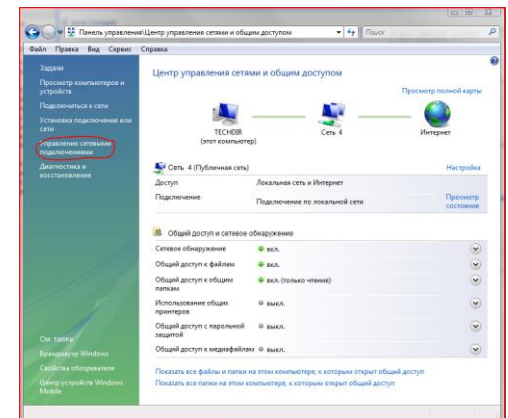 Панель управления\Центр управления сетями и общим доступом
Поиск
Файл Правка Вид Сервис Справка
Задачи
Просмотр компьютеров и
устройств
Подключиться к сети
Установка подключения или
сети
Управление сетевыми
подключениями
Диагностика и
восстановление
См. также
Брандмауэр Windows
Свойства обозревателя
Центр устройств Windows
Mobile
Центр управления сетями и общим доступом
Просмотр полной карты
TECHDIR
(этот компьютер)
Сеть 4
Интернет
Сеть 4 (Публичная сеть)
Настройка
Доступ
Локальная сеть и Интернет
Подключение
Подключение по локальной сети
Просмотр
состояния
Общий доступ и сетевое обнаружение
Сетевое обнаружение
вкл.
Общий доступ к файлам
вкл.
Общий доступ к общим
папкам
вкл. (только чтение)
Использование общих
принтеров
выкл.
Общий доступ с парольной
защитой
выкл.
Общий доступ к медиафайлам
выкл.
Показать все файлы и папки на этом компьютере, к которым открыт общий доступ
Показать все папки на этом компьютере, к которым открыт общий доступ